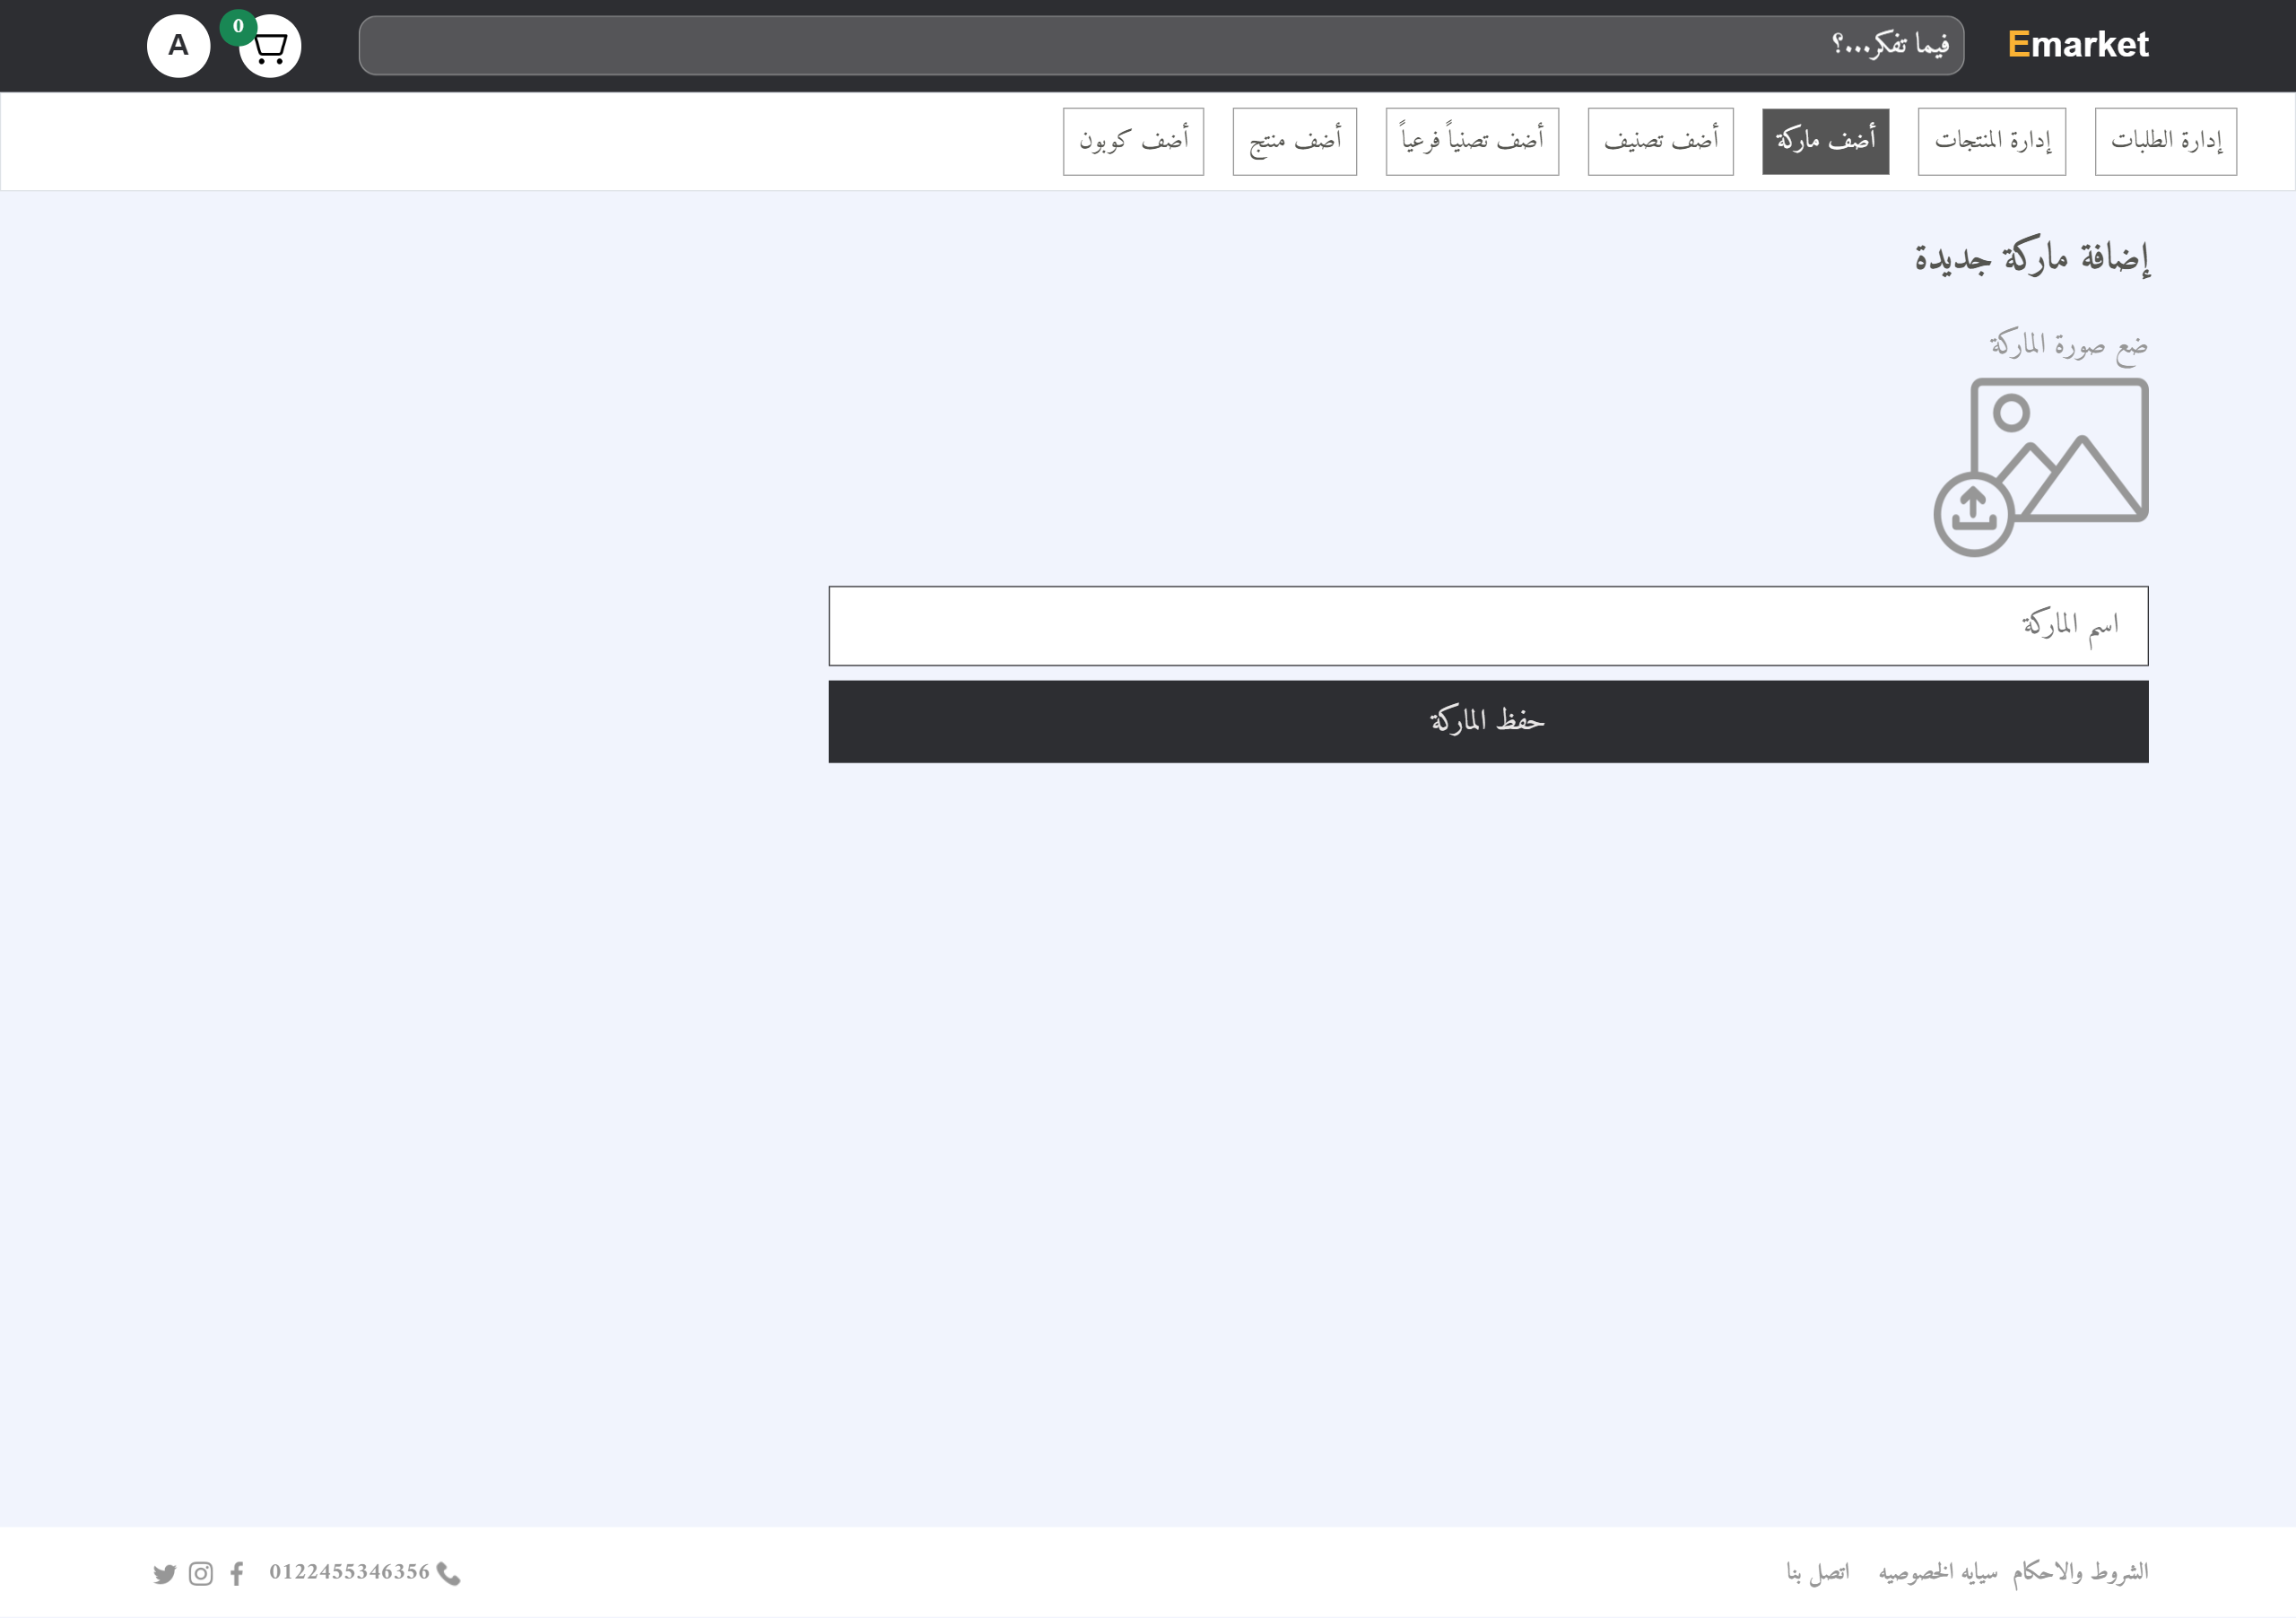 Emarket
فيما تفكر...؟
0
A
إدارة الطلبات
إدارة المنتجات
أضف ماركة
أضف تصنيف
أضف تصنياً فرعياً
أضف منتج
أضف كوبون
إضافة ماركة جديدة
ضع صورة الماركة
اسم الماركة
حفظ الماركة
الشروط والاحكام سيايه الخصوصيه اتصل بنا
0122455346356